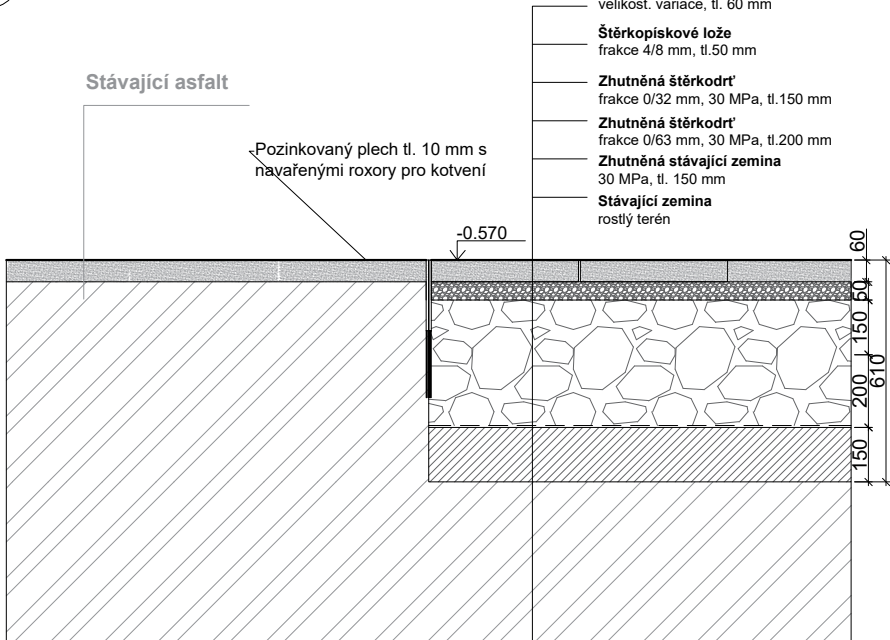 velikost. variace, tl. 60 mm
Štěrkopískové lože
frakce 4/8 mm, tl.50 mm
Zhutněná štěrkodrť
frakce 0/32 mm, 30 MPa, tl.150 mm
Zhutněná štěrkodrť
frakce 0/63 mm, 30 MPa, tl.200 mm
Zhutněná stávající zemina
30 MPa, tl. 150 mm
Stávající zemina
rostlý terén
Stávající asfalt
Pozinkovaný plech tl. 10 mm s
navařenými roxory pro kotvení
-0.570
60
50
150
200
150
610